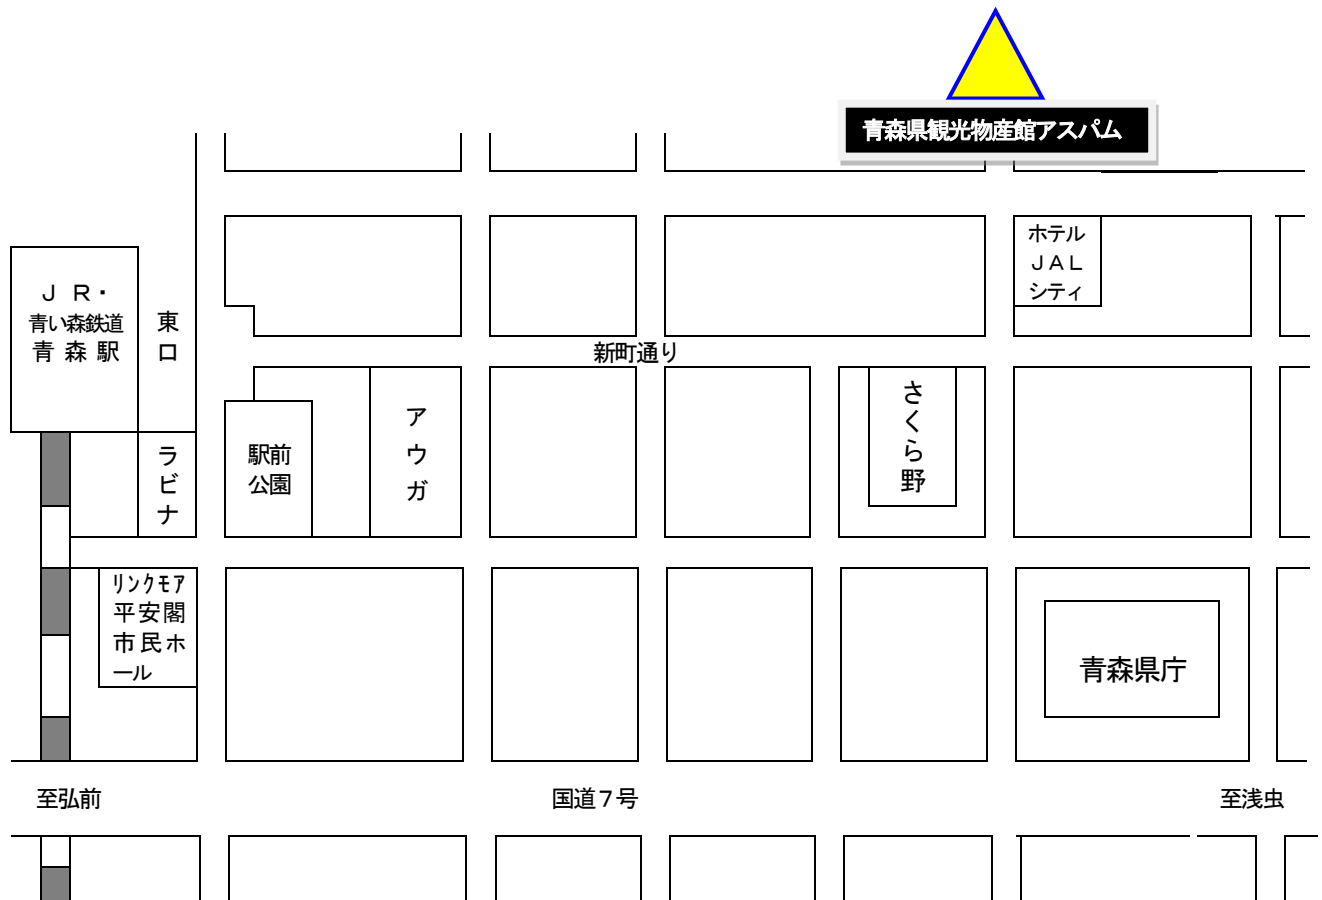 青森県観光物産館アスパム
ホテル
ＪＡＬ
シティ
ＪＲ・
青い森鉄道
青森駅
東口
新町通り
ラビナ
駅前
公園
アウガ
さくら野
ﾘﾝｸﾓｱ
平安閣
市民ホ
ール
青森県庁
至弘前
国道７号
至浅虫